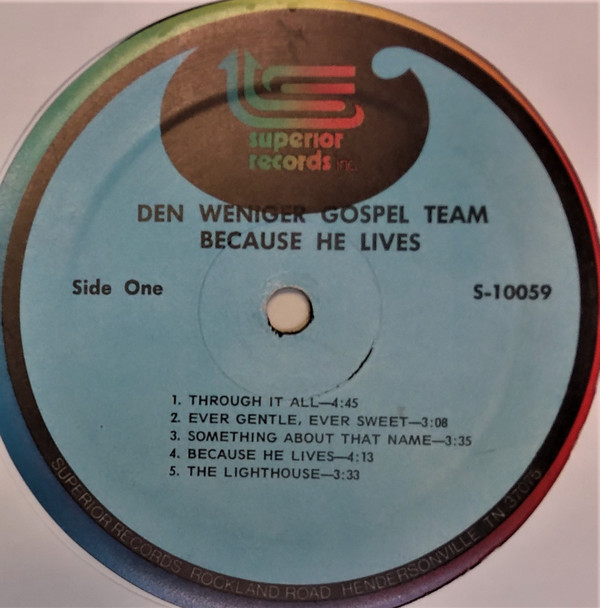 superior
records inc.
DEN WENIGER GOSPEL TEAM
BECAUSE HE LIVES
Side One
S-10059
1. THROUGH IT ALL—4:45
2. EVER GENTLE, EVER SWEET—3:08
3. SOMETHING ABOUT THAT NAME—3:35
4. BECAUSE HE LIVES—4:13
5. THE LIGHTHOUSE—3:33
SUPERIOR RECORDS ROCKLAND ROAD HENDERSONVILLE TN 37075